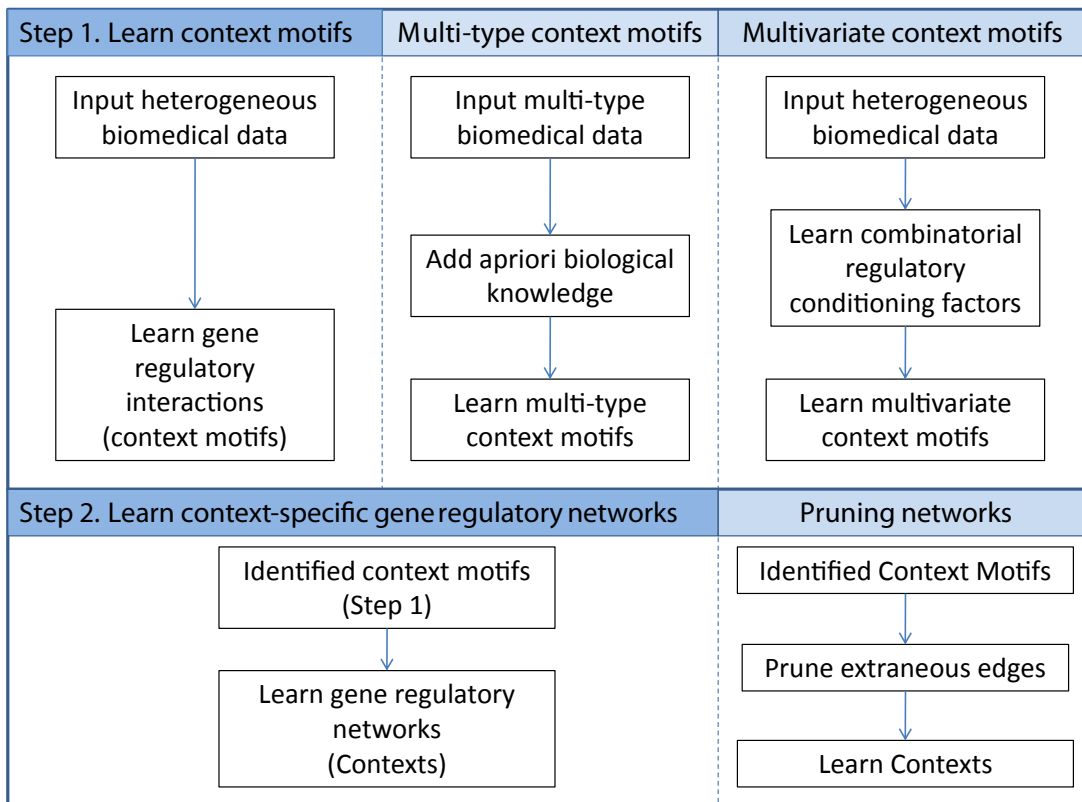 Step 1. Learn context motifs
Multi-type context motifs
Multivariate context motifs
Input heterogeneous
biomedical data
Learn gene
regulatory
interactions
(context motifs)
Input multi-type
biomedical data
Add apriori biological
knowledge
Learn multi-type
context motifs
Input heterogeneous
biomedical data
Learn combinatorial
regulatory
conditioning factors
Learn multivariate
context motifs
Step 2. Learn context-specific gene regulatory networks
Pruning networks
Identified context motifs
(Step 1)
Learn gene regulatory
networks
(Contexts)
Identified Context Motifs
Prune extraneous edges
Learn Contexts